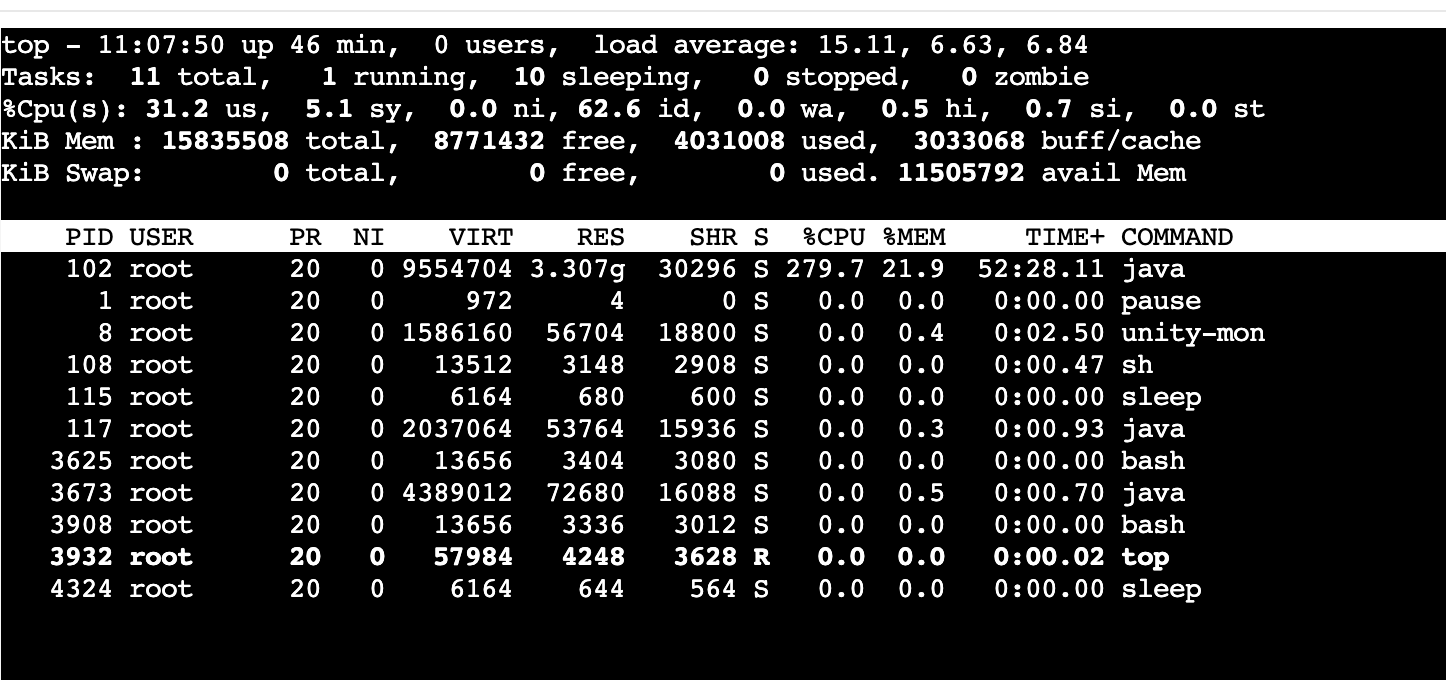 top - 11:07:50 up 46 min,  0 users,  load average: 15.11, 6.63, 6.84
Tasks:  11 total,   1 running,  10 sleeping,   0 stopped,   0 zombie
%Cpu(s): 31.2 us,  5.1 sy,  0.0 ni, 62.6 id,  0.0 wa,  0.5 hi,  0.7 si,  0.0 st
KiB Mem : 15835508 total,  8771432 free,  4031008 used,  3033068 buff/cache
KiB Swap:        0 total,        0 free,        0 used. 11505792 avail Mem
    PID USER      PR  NI    VIRT    RES    SHR S  %CPU %MEM     TIME+ COMMAND
    102 root      20   0 9554704 3.307g  30296 S 279.7 21.9  52:28.11 java
      1 root      20   0     972      4      0 S   0.0  0.0   0:00.00 pause
      8 root      20   0 1586160  56704  18800 S   0.0  0.4   0:02.50 unity-mon
    108 root      20   0   13512   3148   2908 S   0.0  0.0   0:00.47 sh
    115 root      20   0    6164    680    600 S   0.0  0.0   0:00.00 sleep
    117 root      20   0 2037064  53764  15936 S   0.0  0.3   0:00.93 java
   3625 root      20   0   13656   3404   3080 S   0.0  0.0   0:00.00 bash
   3673 root      20   0 4389012  72680  16088 S   0.0  0.5   0:00.70 java
   3908 root      20   0   13656   3336   3012 S   0.0  0.0   0:00.00 bash
   3932 root      20   0   57984   4248   3628 R   0.0  0.0   0:00.02 top
   4324 root      20   0    6164    644    564 S   0.0  0.0   0:00.00 sleep